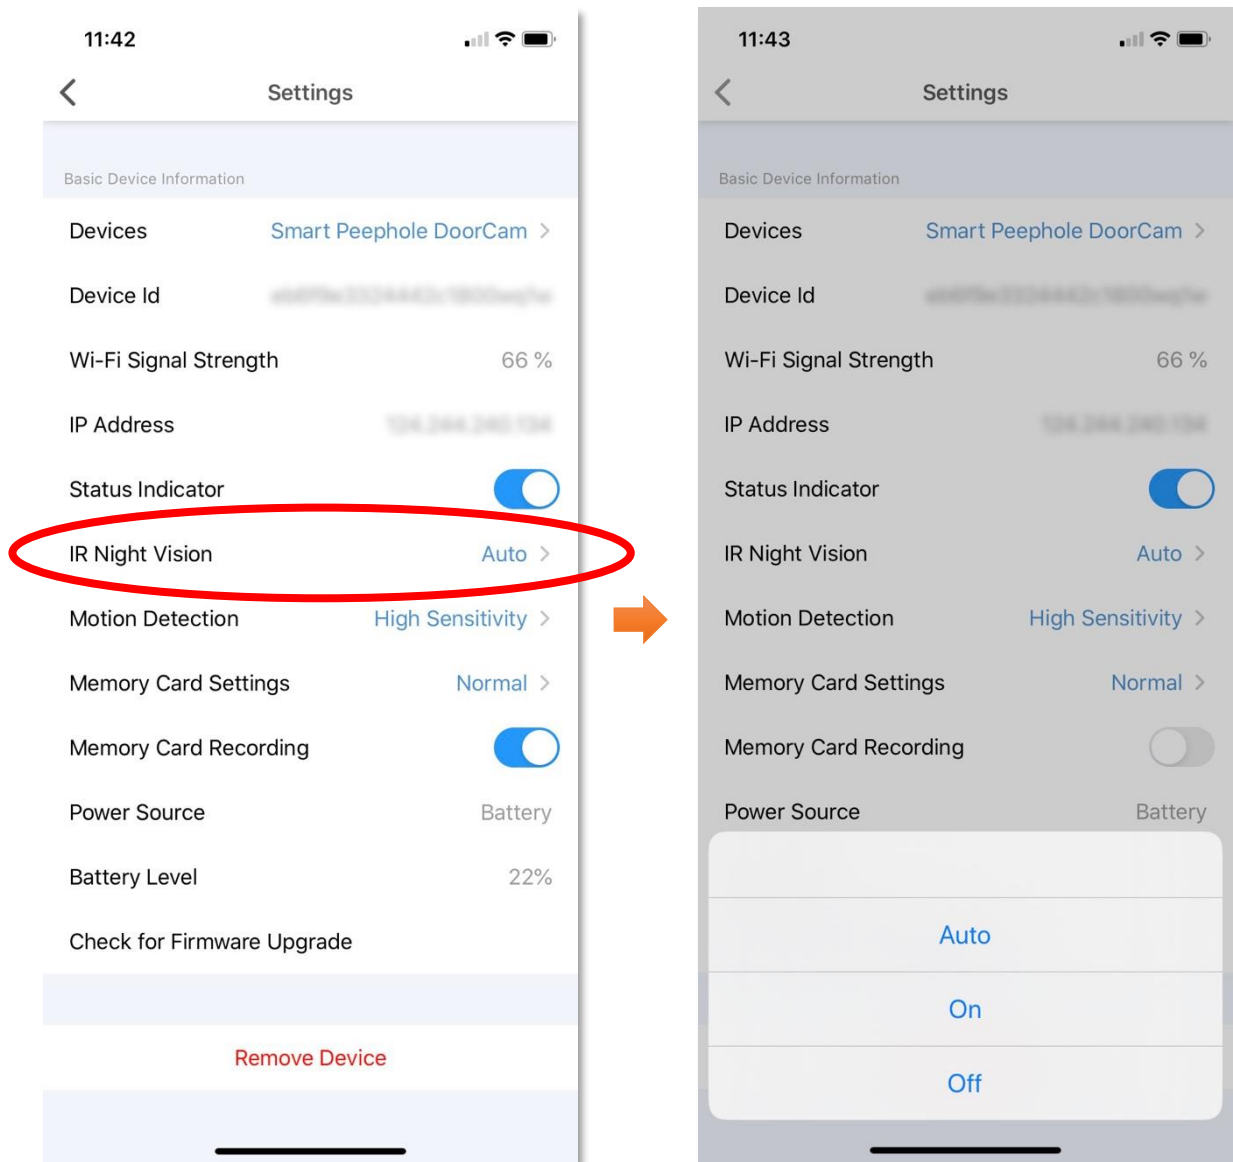 11:42
Settings
Basic Device Information
Devices Smart Peephole DoorCam
Device Id
Wi-Fi Signal Strength 66 %
IP Address
Status Indicator
IR Night Vision Auto
Motion Detection High Sensitivity
Memory Card Settings Normal
Memory Card Recording
Power Source Battery
Battery Level 22%
Check for Firmware Upgrade
Remove Device
11:43
Settings
Basic Device Information
Devices Smart Peephole DoorCam
Device Id
Wi-Fi Signal Strength 66 %
IP Address
Status Indicator
IR Night Vision Auto
Motion Detection High Sensitivity
Memory Card Settings Normal
Memory Card Recording
Power Source Battery
Auto
On
Off